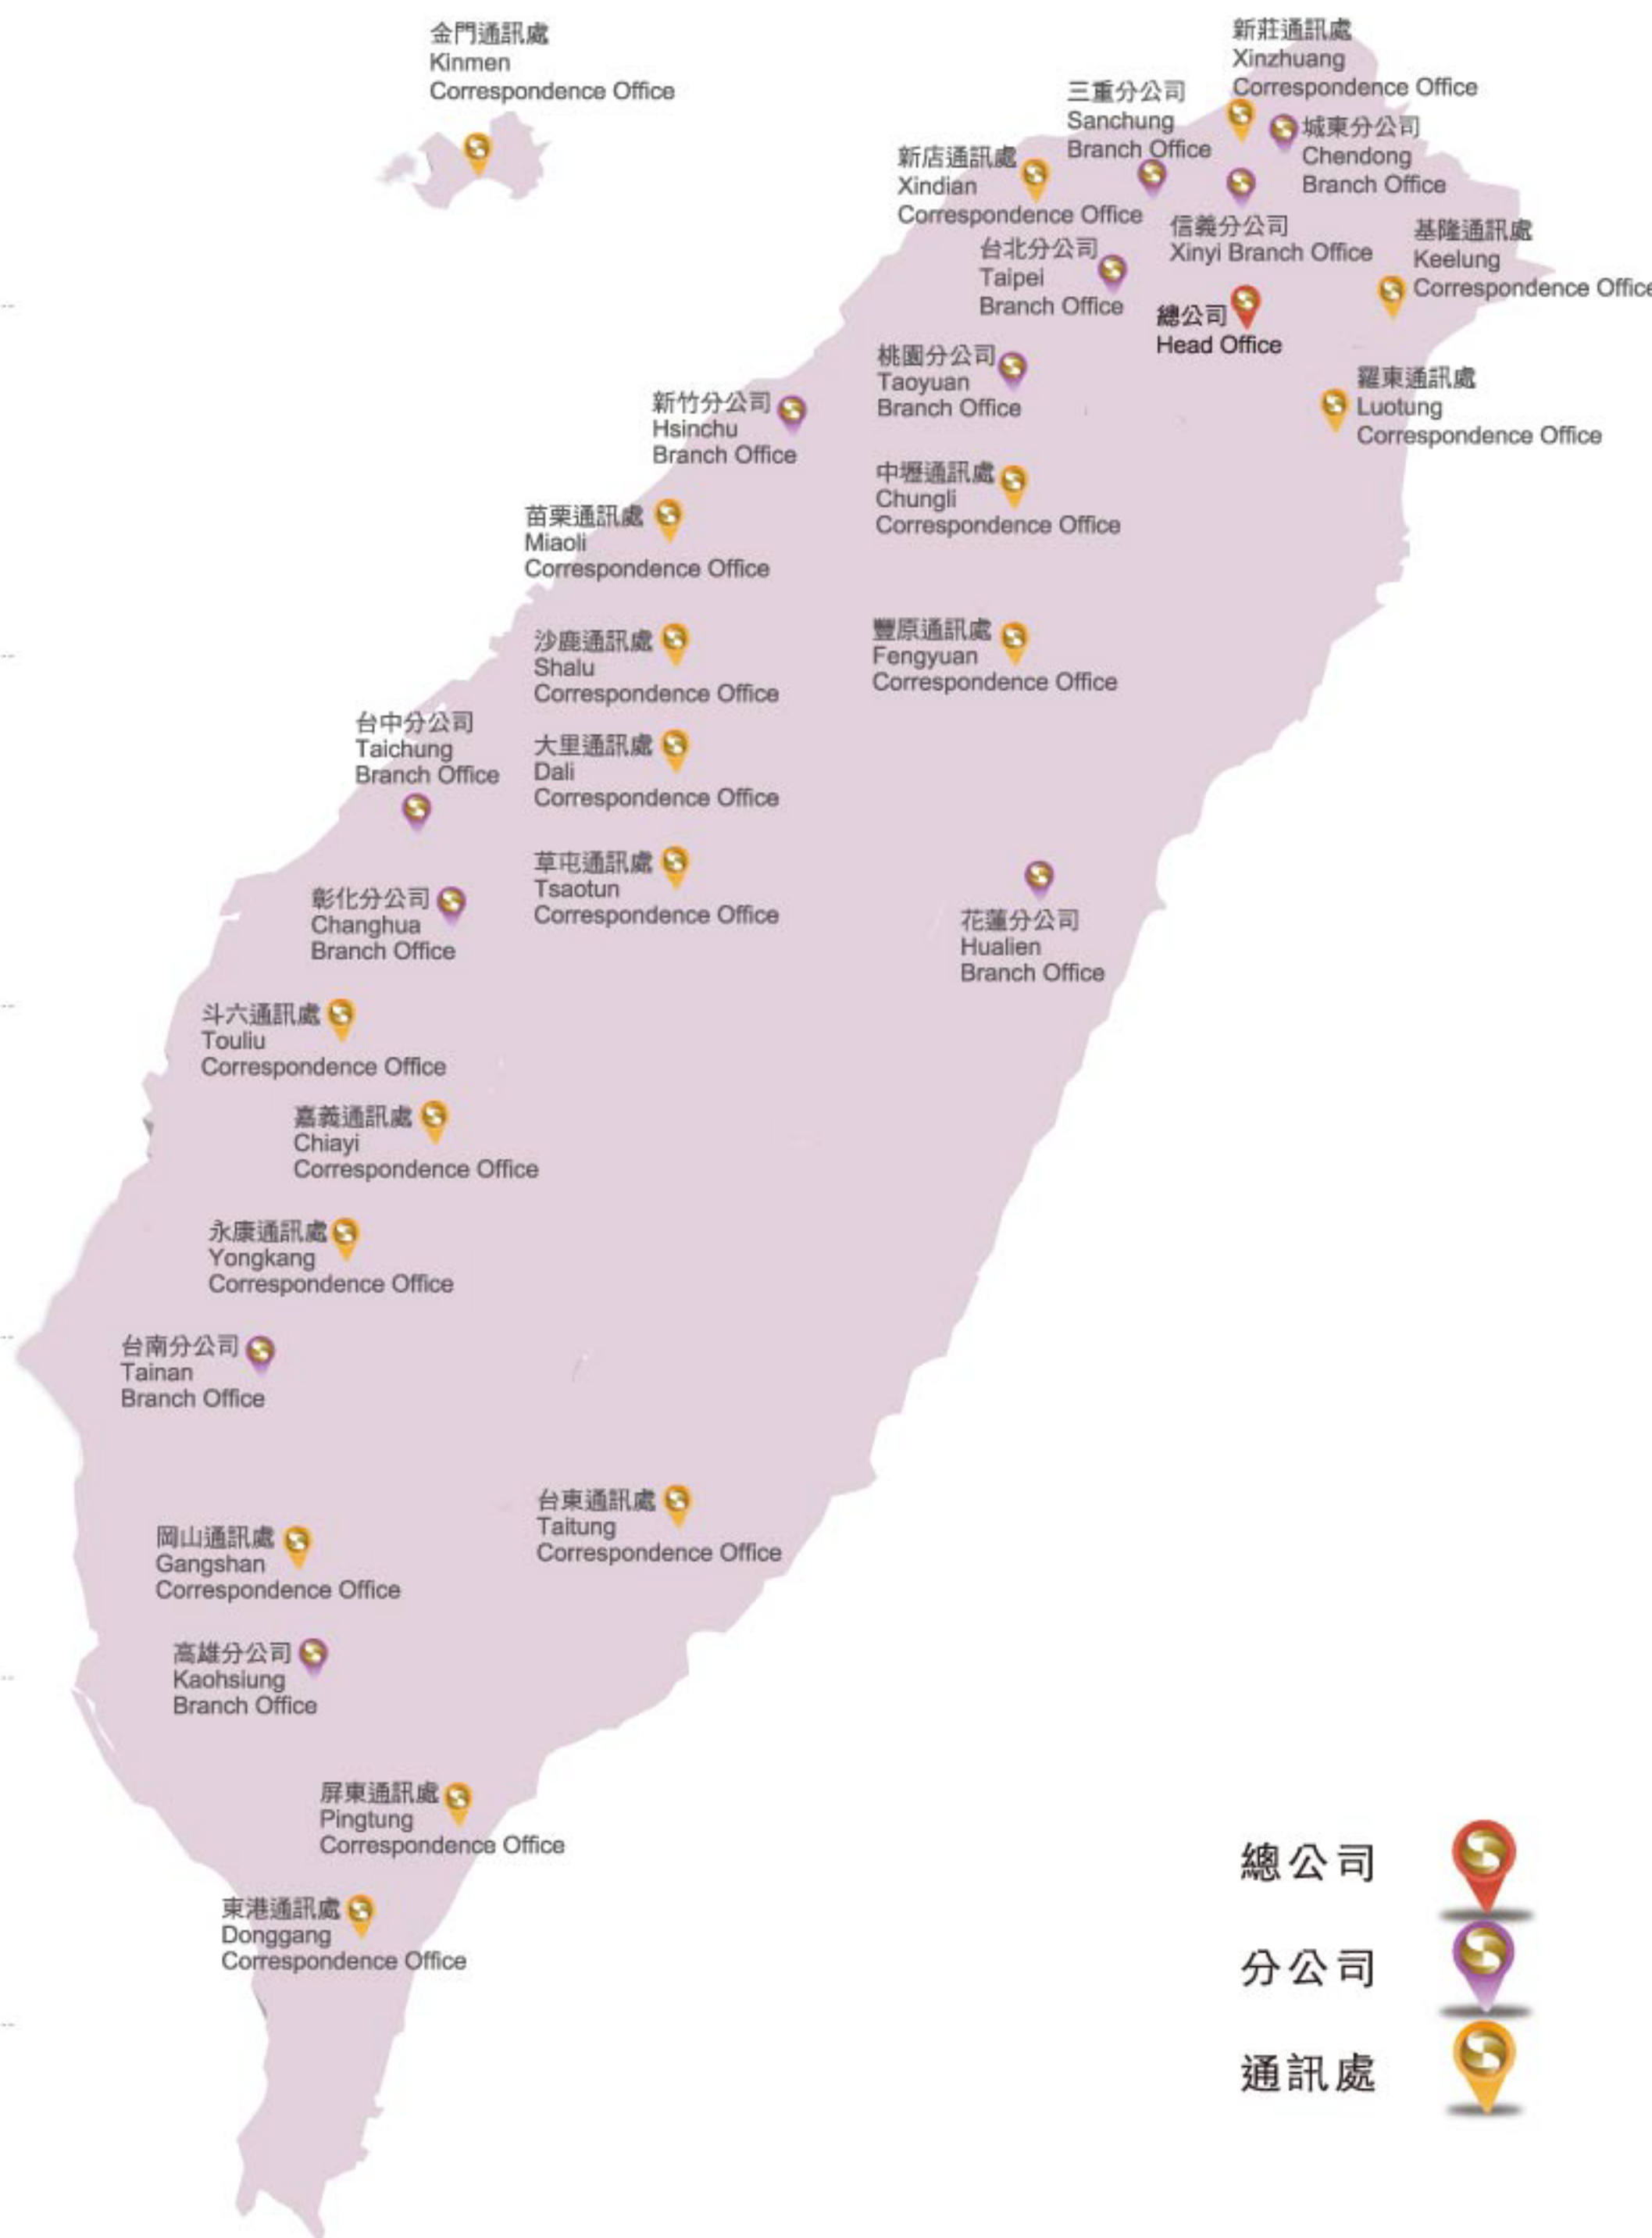 金門通訊處
Kinmen
Correspondence Office
新莊通訊處
Xinzhuang
Correspondence Office
三重分公司
Sanchung
Branch Office
城東分公司
Chendong
Branch Office
新店通訊處
Xindian
Correspondence Office
信義分公司
Xinyi Branch Office
基隆通訊處
Keelung
Correspondence Office
台北分公司
Taipei
Branch Office
總公司
Head Office
桃園分公司
Taoyuan
Branch Office
羅東通訊處
Luotung
Correspondence Office
新竹分公司
Hsinchu
Branch Office
中壢通訊處
Chungli
Correspondence Office
苗栗通訊處
Miaoli
Correspondence Office
沙鹿通訊處
Shalu
Correspondence Office
豐原通訊處
Fengyuan
Correspondence Office
台中分公司
Taichung
Branch Office
大里通訊處
Dali
Correspondence Office
草屯通訊處
Tsaotun
Correspondence Office
彰化分公司
Changhua
Branch Office
花蓮分公司
Hualien
Branch Office
斗六通訊處
Touliu
Correspondence Office
嘉義通訊處
Chiayi
Correspondence Office
永康通訊處
Yongkang
Correspondence Office
台南分公司
Tainan
Branch Office
台東通訊處
Taitung
Correspondence Office
岡山通訊處
Gangshan
Correspondence Office
高雄分公司
Kaohsiung
Branch Office
屏東通訊處
Pingtung
Correspondence Office
東港通訊處
Donggang
Correspondence Office
總公司
分公司
通訊處